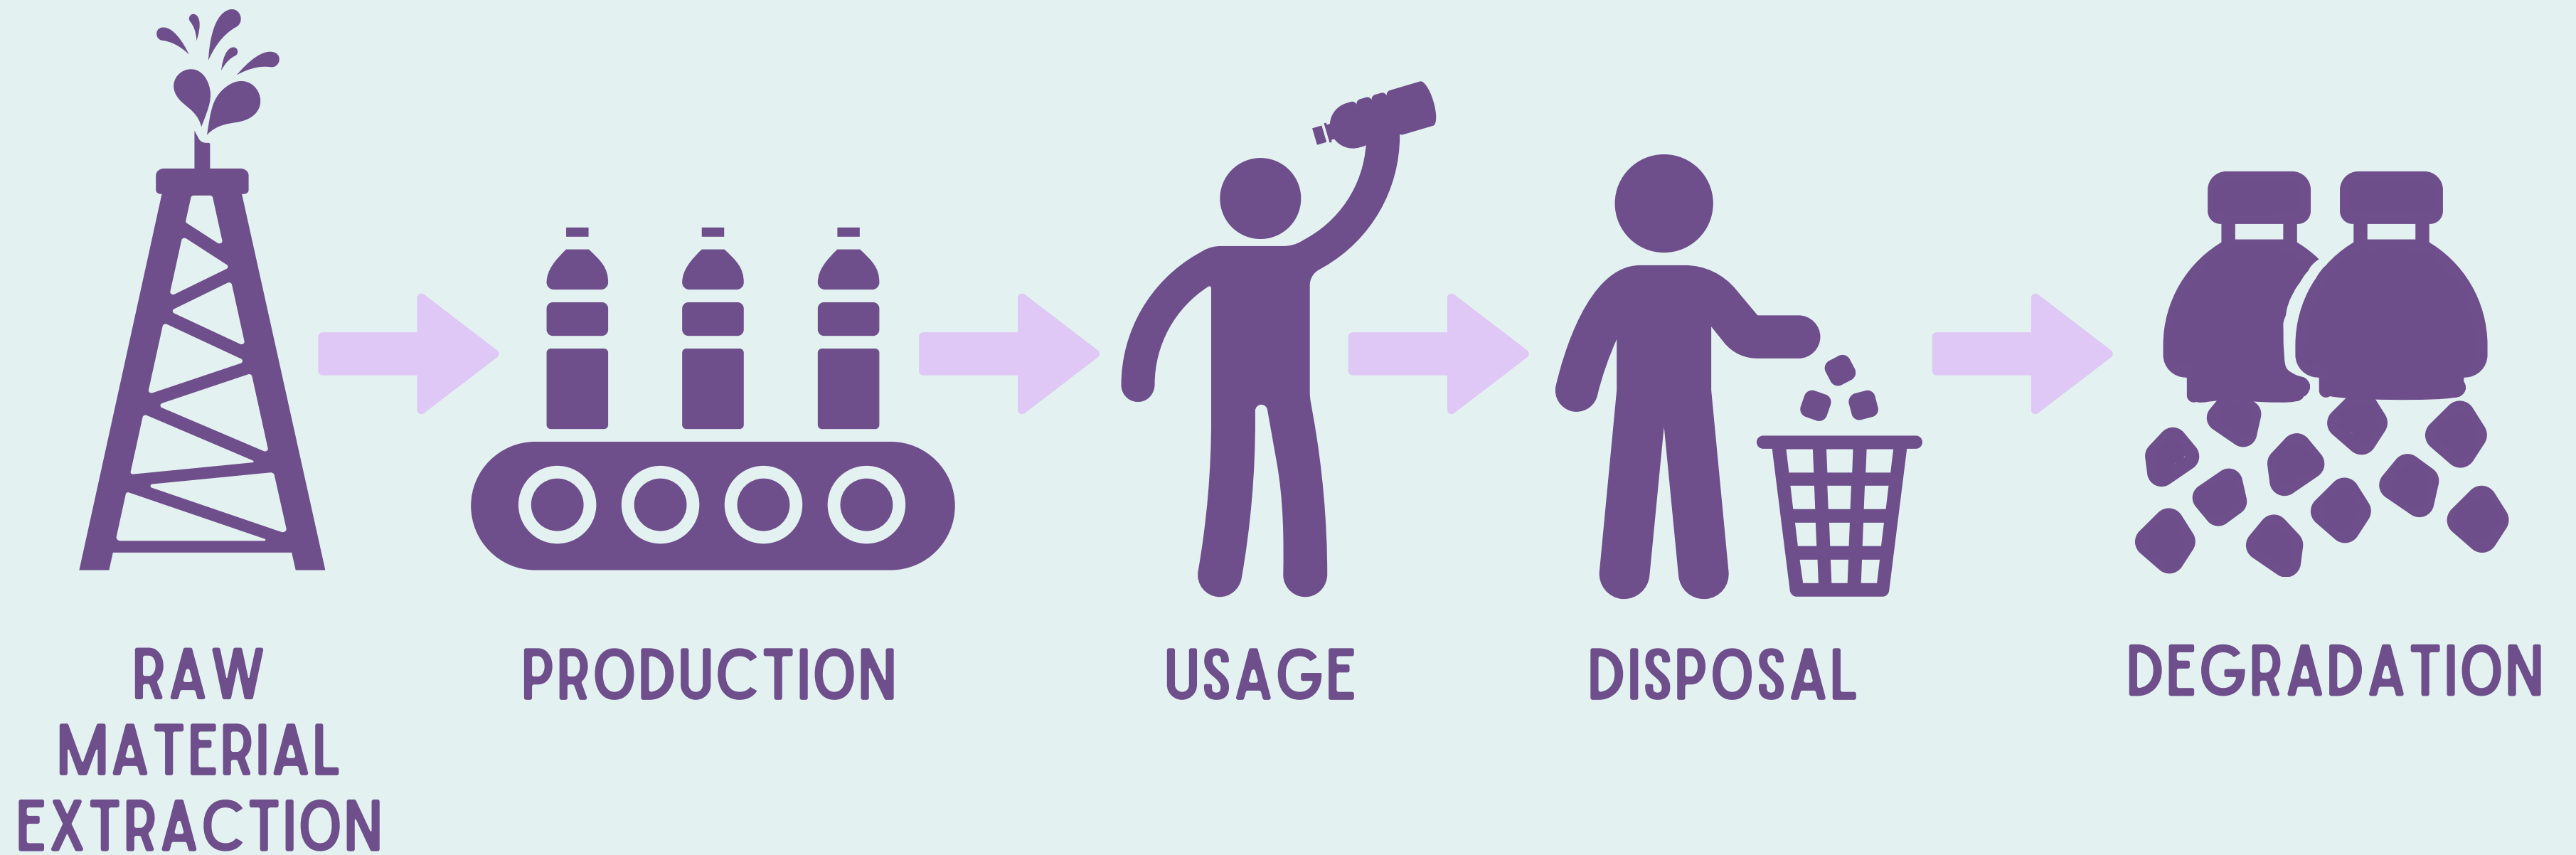 RAW
MATERIAL
EXTRACTION
PRODUCTION
USAGE
DISPOSAL
DEGRADATION